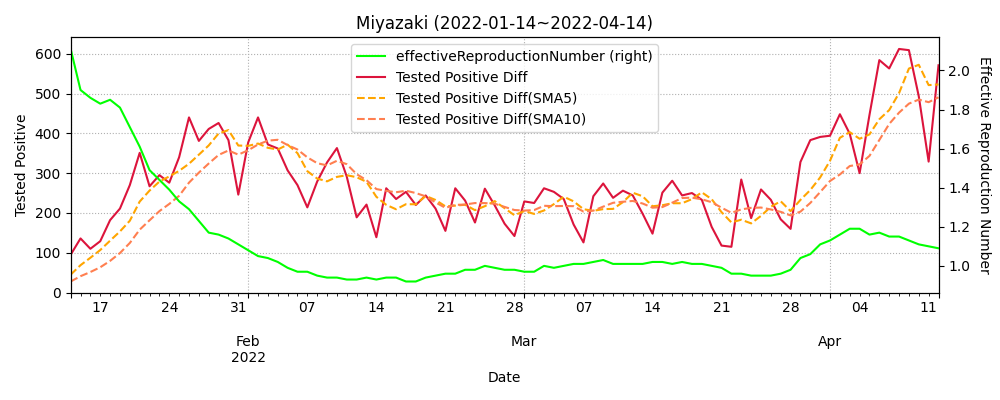 Miyazaki (2022-01-14~2022-04-14)
effectiveReproductionNumber (right)
Tested Positive Diff
Tested Positive Diff(SMA5)
Tested Positive Diff(SMA10)
Tested Positive
600
500
400
300
200
100
0
2.0
1.8
1.6
1.4
1.2
1.0
Effective Reproduction Number
17 24 31 07 14 21 28 07 14 21 28 04 11
Feb Mar Apr
2022
Date